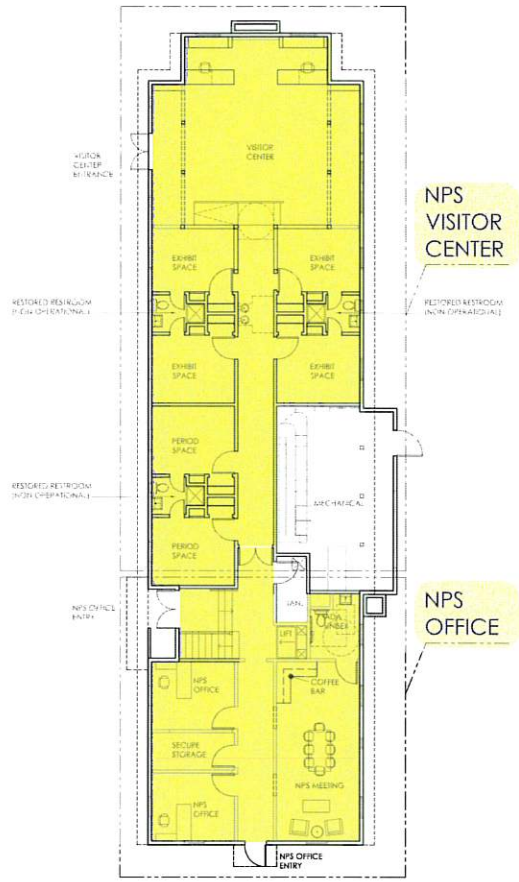 VISITOR
CENTER
ENTRANCE
VISITOR
CENTER
NPS
VISITOR
CENTER
EXHIBIT
SPACE
EXHIBIT
SPACE
RESTORED RESTROOM
(NON OPERATIONAL)
RESTORED RESTROOM
(NON OPERATIONAL)
EXHIBIT
SPACE
EXHIBIT
SPACE
PERIOD
SPACE
RESTORED RESTROOM
(NON OPERATIONAL)
MECHANICAL
PERIOD
SPACE
NPS OFFICE
ENTRY
JAN.
LIFT
NPS
OFFICE
NPS
OFFICE
COFFEE
BAR
SECURE
STORAGE
NPS MEETING
NPS
OFFICE
NPS OFFICE
ENTRY